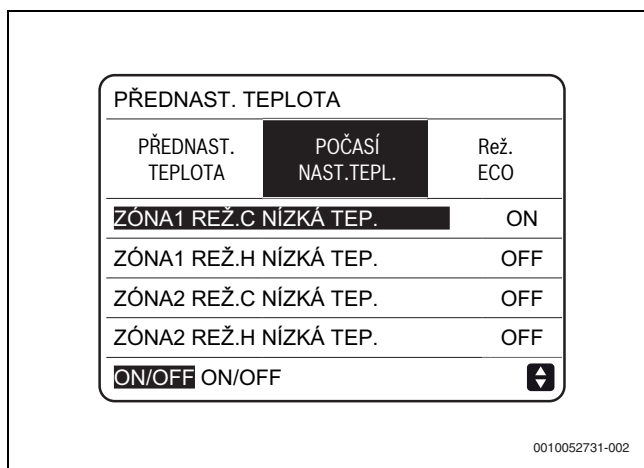 PŘEDNAST. TEPLOTA
PŘEDNAST. TEPLOTA
POČASÍ NAST.TEPL.
Rež. ECO
ZÓNA1 REŽ.C NÍZKÁ TEP. ON
ZÓNA1 REŽ.H NÍZKÁ TEP. OFF
ZÓNA2 REŽ.C NÍZKÁ TEP. OFF
ZÓNA2 REŽ.H NÍZKÁ TEP. OFF
ON/OFF ON/OFF
0010052731-002